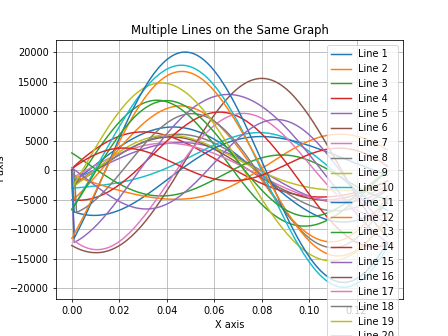 Multiple Lines on the Same Graph
20000
15000
10000
5000
0
−5000
−10000
−15000
−20000
0.00
0.02
0.04
0.06
0.08
0.10
X axis
Line 1
Line 2
Line 3
Line 4
Line 5
Line 6
Line 7
Line 8
Line 9
Line 10
Line 11
Line 12
Line 13
Line 14
Line 15
Line 16
Line 17
Line 18
Line 19
Line 20